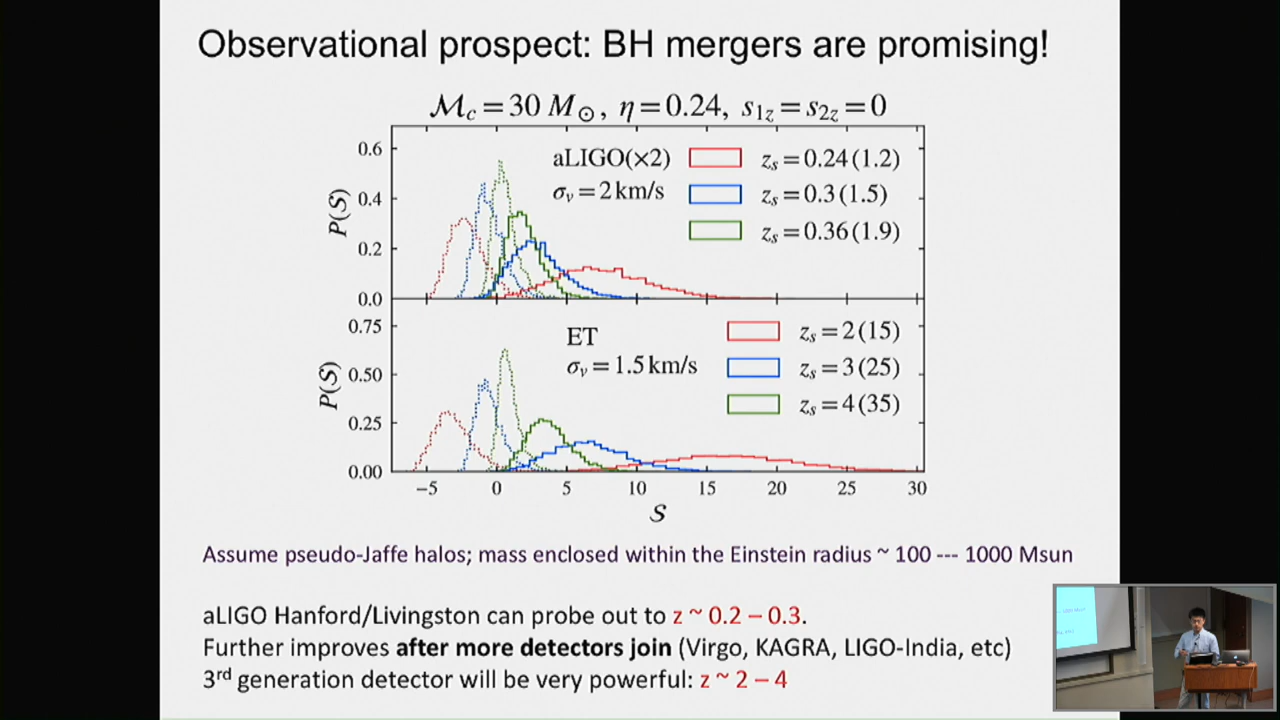 Observational prospect: BH mergers are promising!
ℳc = 30 M⊙, η = 0.24, s1z = s2z = 0
aLIGO(×2)
σv = 2 km/s
zs = 0.24 (1.2)
zs = 0.3 (1.5)
zs = 0.36 (1.9)
P(S)
0.6
0.4
0.2
0.0
ET
σv = 1.5 km/s
zs = 2 (15)
zs = 3 (25)
zs = 4 (35)
P(S)
0.75
0.50
0.25
0.00
−5 0 5 10 15 20 25 30
S
Assume pseudo-Jaffe halos; mass enclosed within the Einstein radius ~ 100 --- 1000 Msun
aLIGO Hanford/Livingston can probe out to z ~ 0.2 – 0.3.
Further improves after more detectors join (Virgo, KAGRA, LIGO-India, etc)
3rd generation detector will be very powerful: z ~ 2 – 4